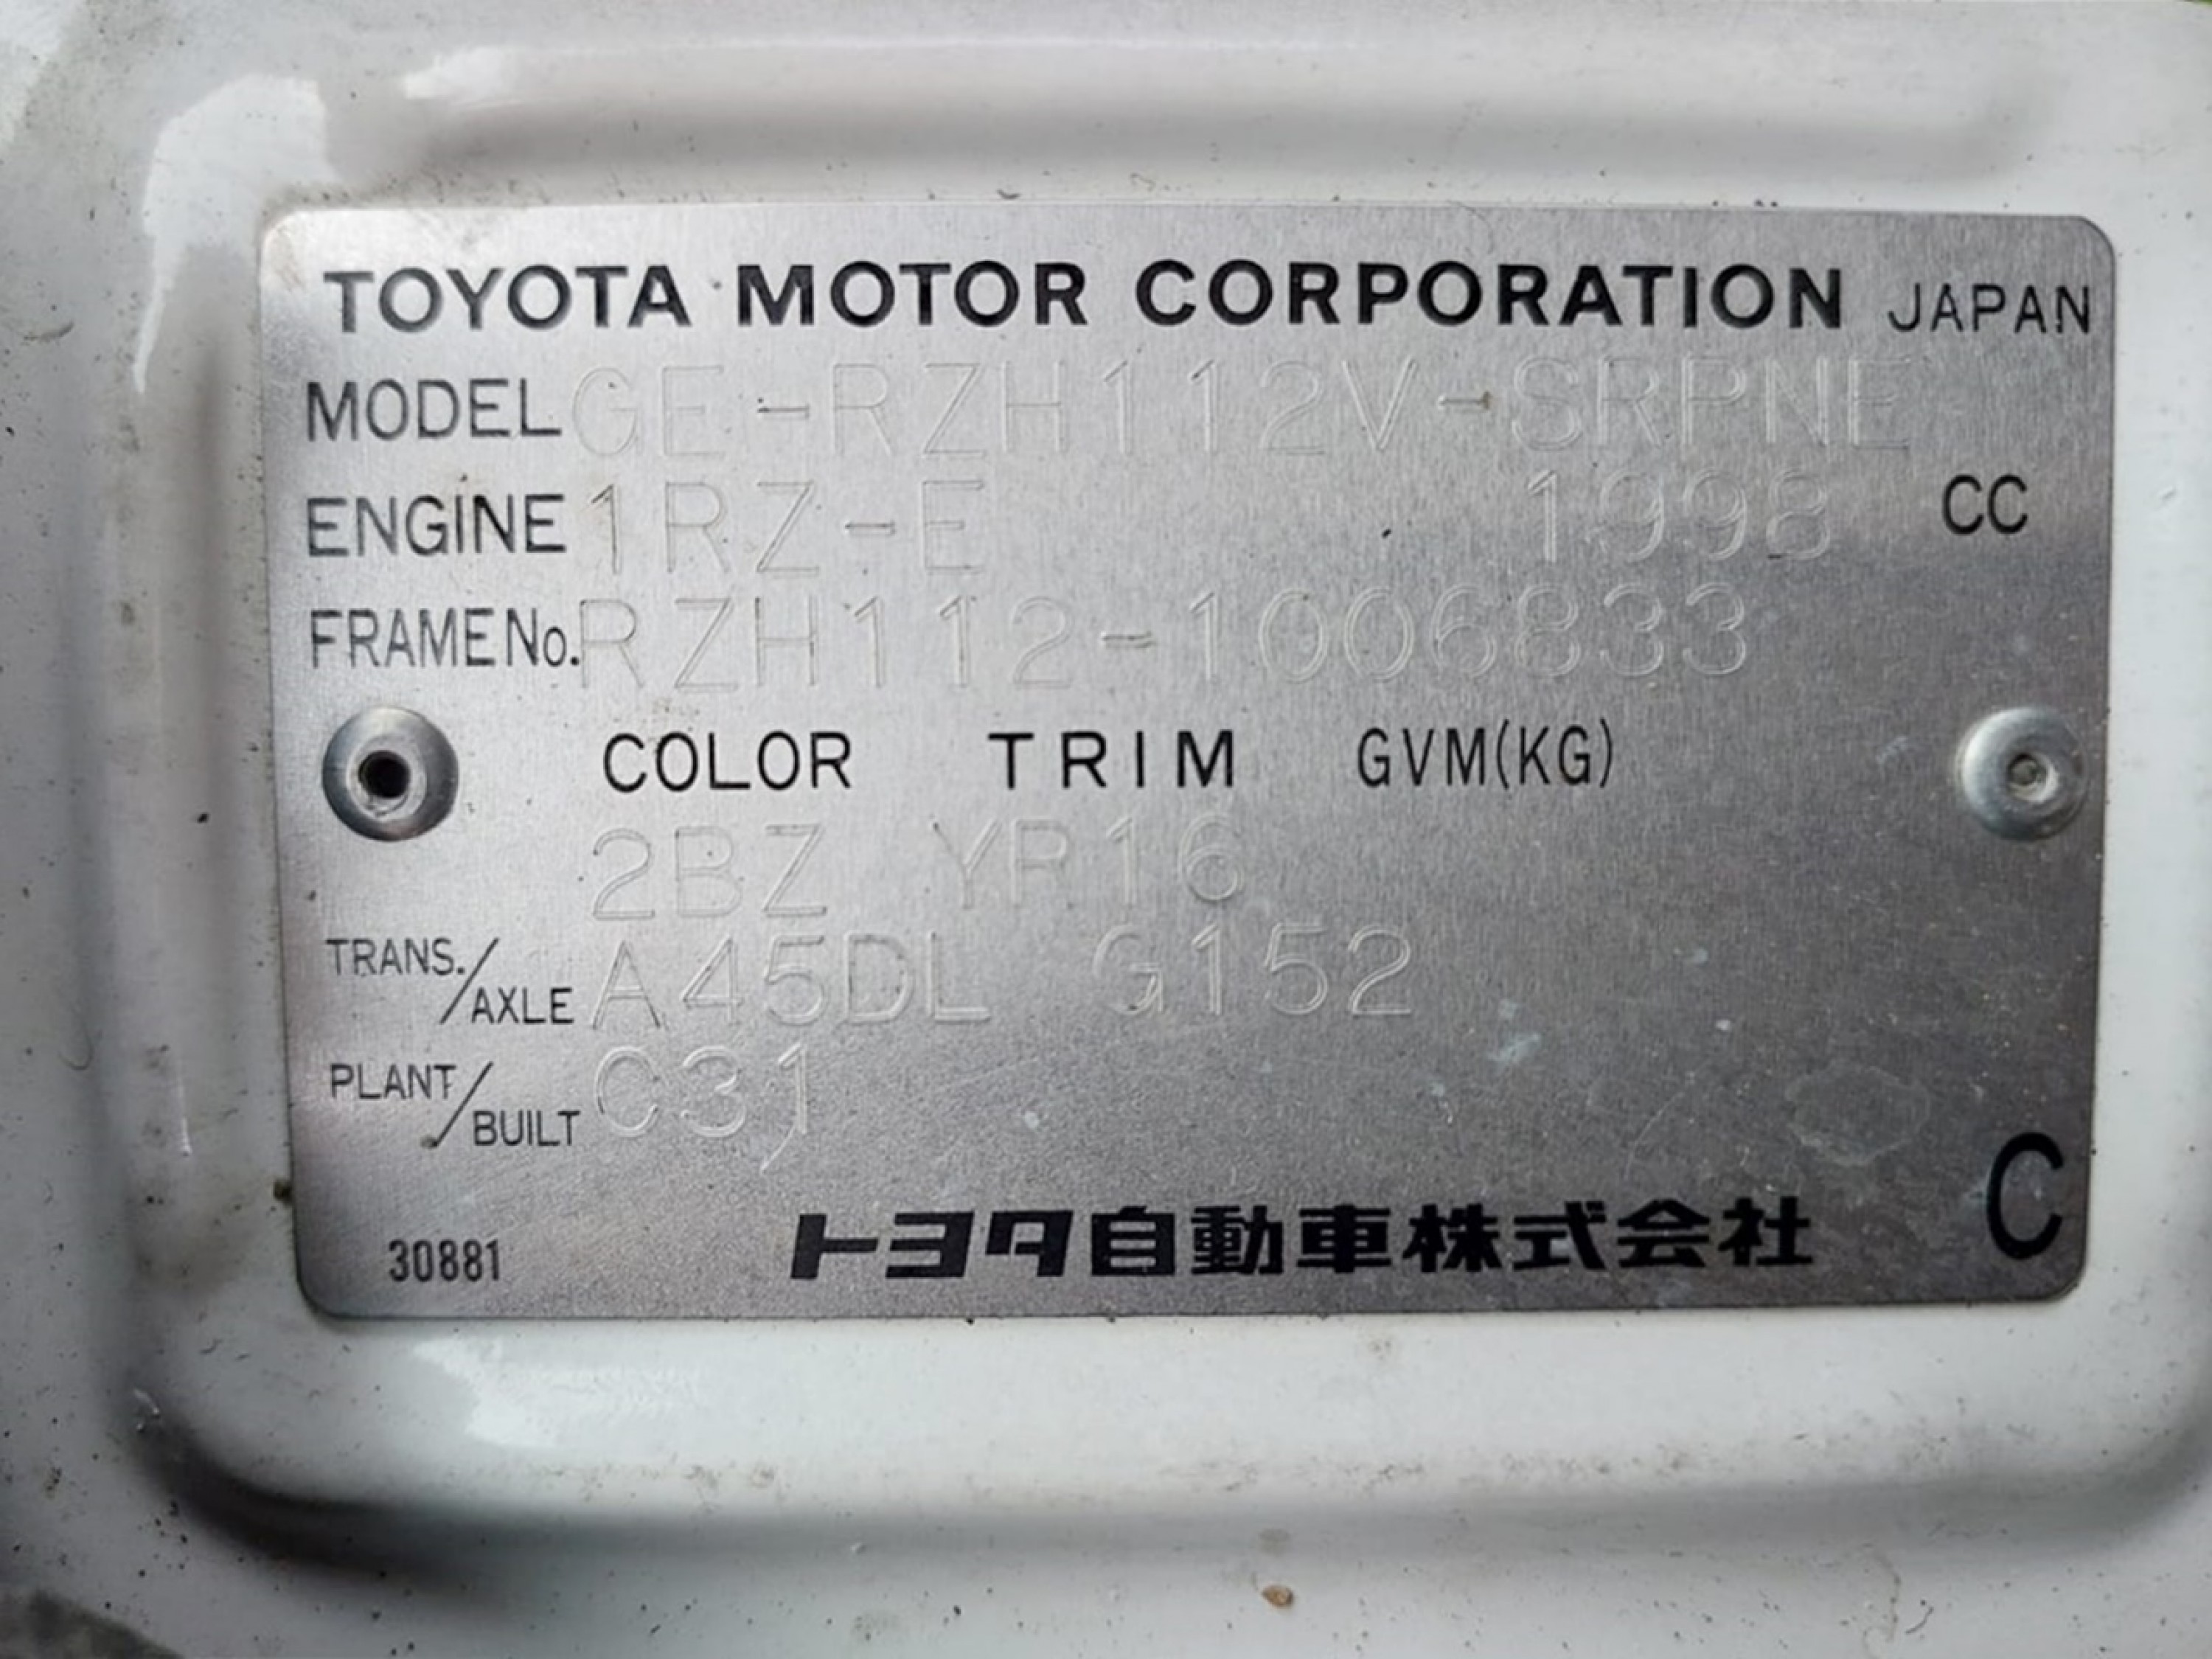 TOYOTA MOTOR CORPORATION JAPAN
MODEL GE-RZH112V-SRPNE
ENGINE 1RZ-E 1998 CC
FRAME No. RZH112-1006833
COLOR TRIM GVM(KG)
2BZ YR16
TRANS./AXLE A45DL G152
PLANT/BUILT C31
C
30881 トヨタ自動車株式会社